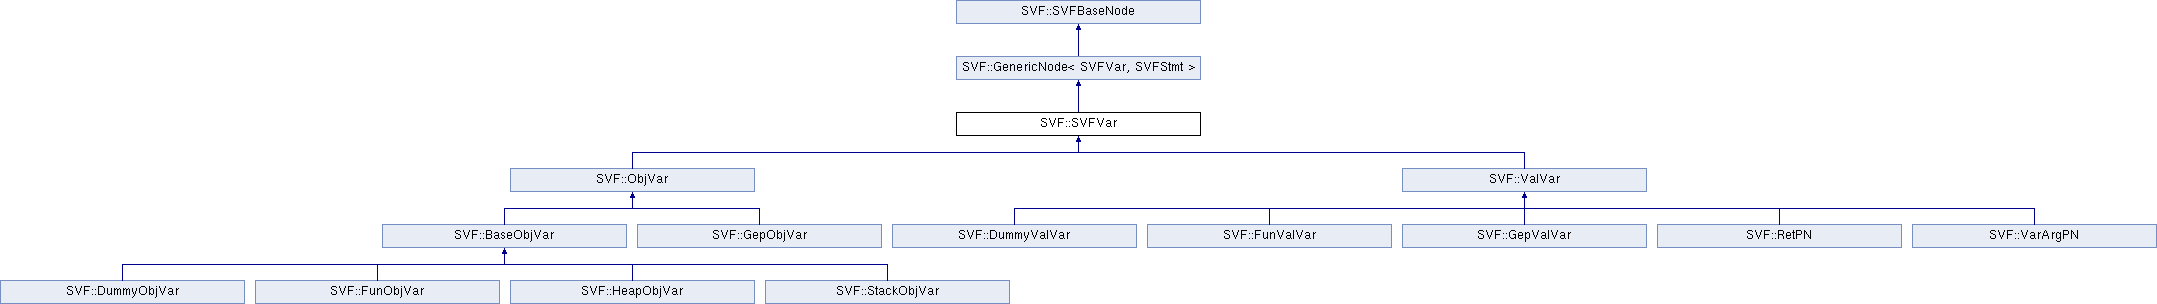 SVF::SVFBaseNode
SVF::GenericNode< SVFVar, SVFStmt >
SVF::SVFVar
SVF::ObjVar
SVF::ValVar
SVF::BaseObjVar
SVF::GepObjVar
SVF::DummyValVar
SVF::FunValVar
SVF::GepValVar
SVF::RetPN
SVF::VarArgPN
SVF::DummyObjVar
SVF::FunObjVar
SVF::HeapObjVar
SVF::StackObjVar